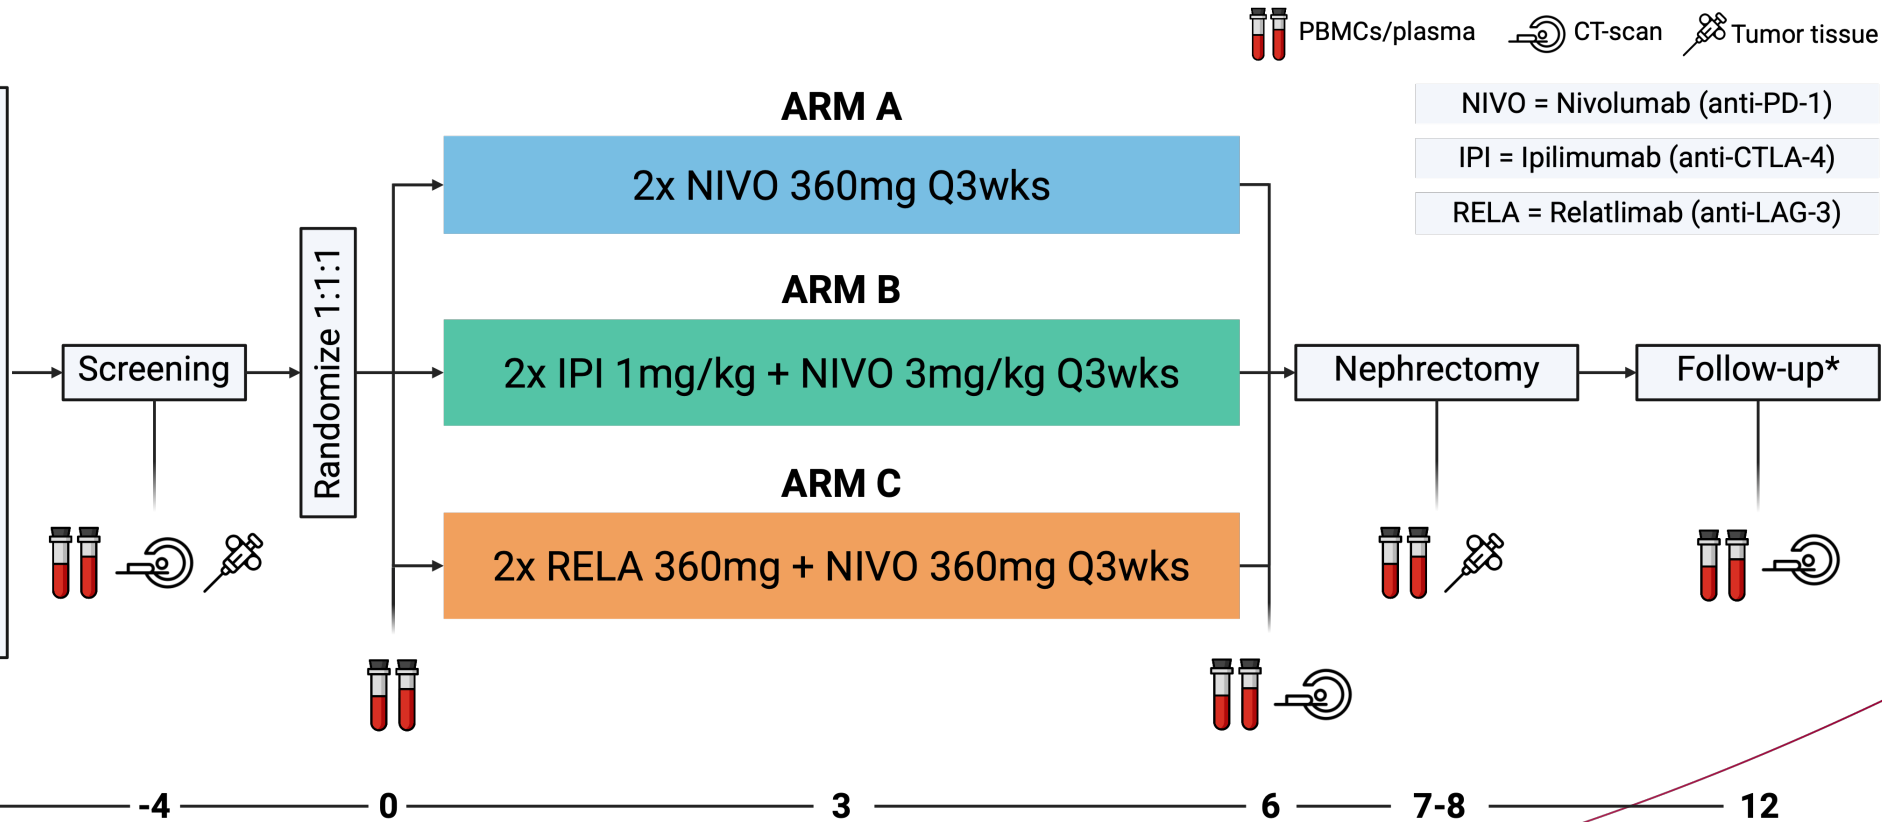 PBMCs/plasma
CT-scan
Tumor tissue
NIVO = Nivolumab (anti-PD-1)
IPI = Ipilimumab (anti-CTLA-4)
RELA = Relatlimab (anti-LAG-3)
Screening
Randomize 1:1:1
ARM A
2x NIVO 360mg Q3wks
ARM B
2x IPI 1mg/kg + NIVO 3mg/kg Q3wks
ARM C
2x RELA 360mg + NIVO 360mg Q3wks
Nephrectomy
Follow-up*
-4
0
3
6
7-8
12